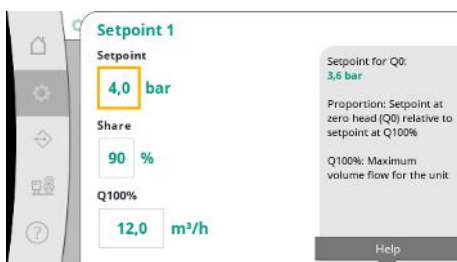 Setpoint 1
Setpoint
4,0 bar
Share
90 %
Q100%
12,0 m³/h
Setpoint for Q0:
3,6 bar
Proportion: Setpoint at
zero head (Q0) relative to
setpoint at Q100%
Q100%: Maximum
volume flow for the unit
Help